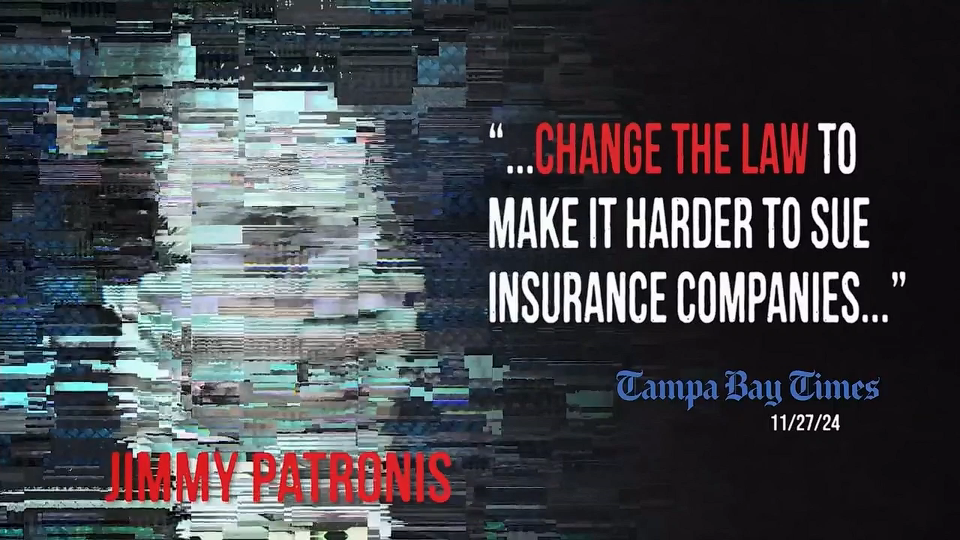 “...CHANGE THE LAW TO
MAKE IT HARDER TO SUE
INSURANCE COMPANIES...”
Tampa Bay Times
11/27/24
JIMMY PATRONIS